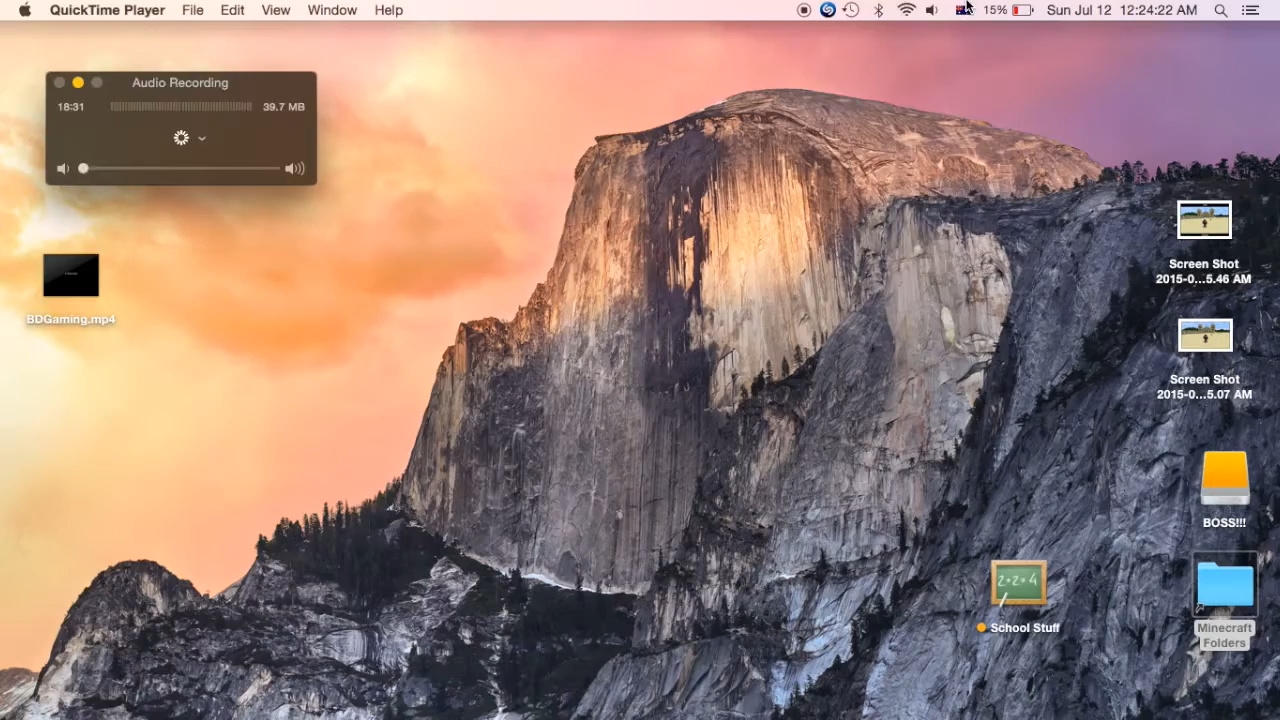 QuickTime Player File Edit View Window Help 15% Sun Jul 12 12:24:22 AM
Audio Recording
18:31 39.7 MB
BDGaming.mp4
Screen Shot
2015-0...5.46 AM
Screen Shot
2015-0...5.07 AM
BOSS!!!
2+2=4
School Stuff
Minecraft
Folders